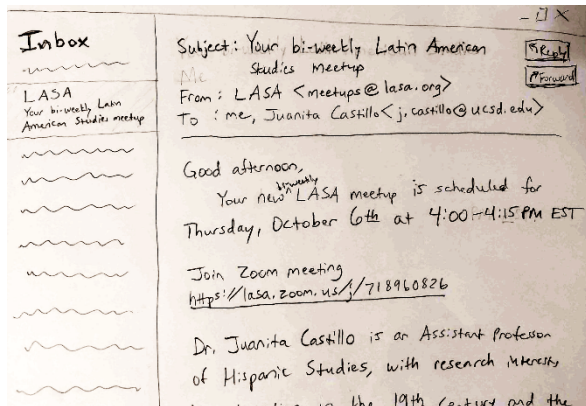 Inbox
LASA
Your bi-weekly Latin
American Studies meetup
Subject: Your bi-weekly Latin American
Studies Meetup
Reply
Forward
From: LASA <meetups@lasa.org>
To: me, Juanita Castillo <j.castillo@ucsd.edu>
Good afternoon,
Your new bi-weekly LASA meetup is scheduled for
Thursday, October 6th at 4:00-4:15 PM EST
Join Zoom meeting
https://lasa.zoom.us/j/718960826
Dr. Juanita Castillo is an Assistant Professor
of Hispanic Studies, with research interests
the 19th Century and the